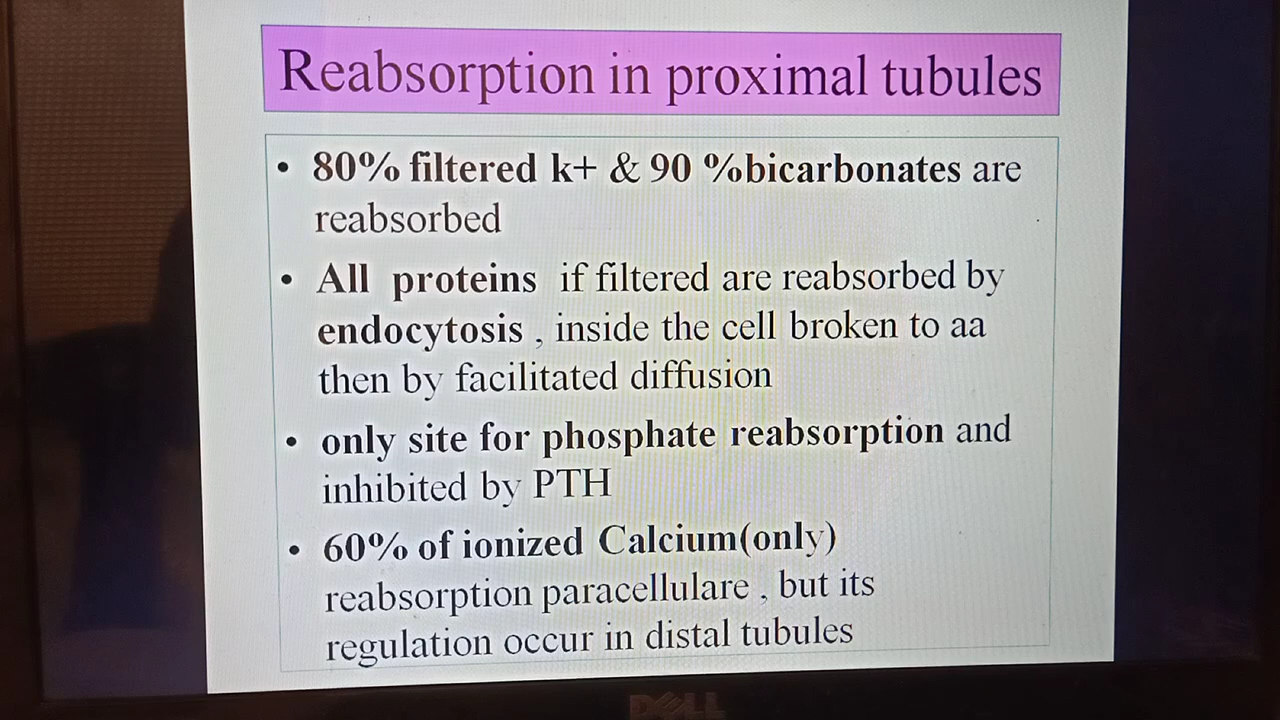 Reabsorption in proximal tubules
• 80% filtered k+ & 90 %bicarbonates are
reabsorbed
• All proteins if filtered are reabsorbed by
endocytosis , inside the cell broken to aa
then by facilitated diffusion
• only site for phosphate reabsorption and
inhibited by PTH
• 60% of ionized Calcium(only)
reabsorption paracellulare , but its
regulation occur in distal tubules
DELL